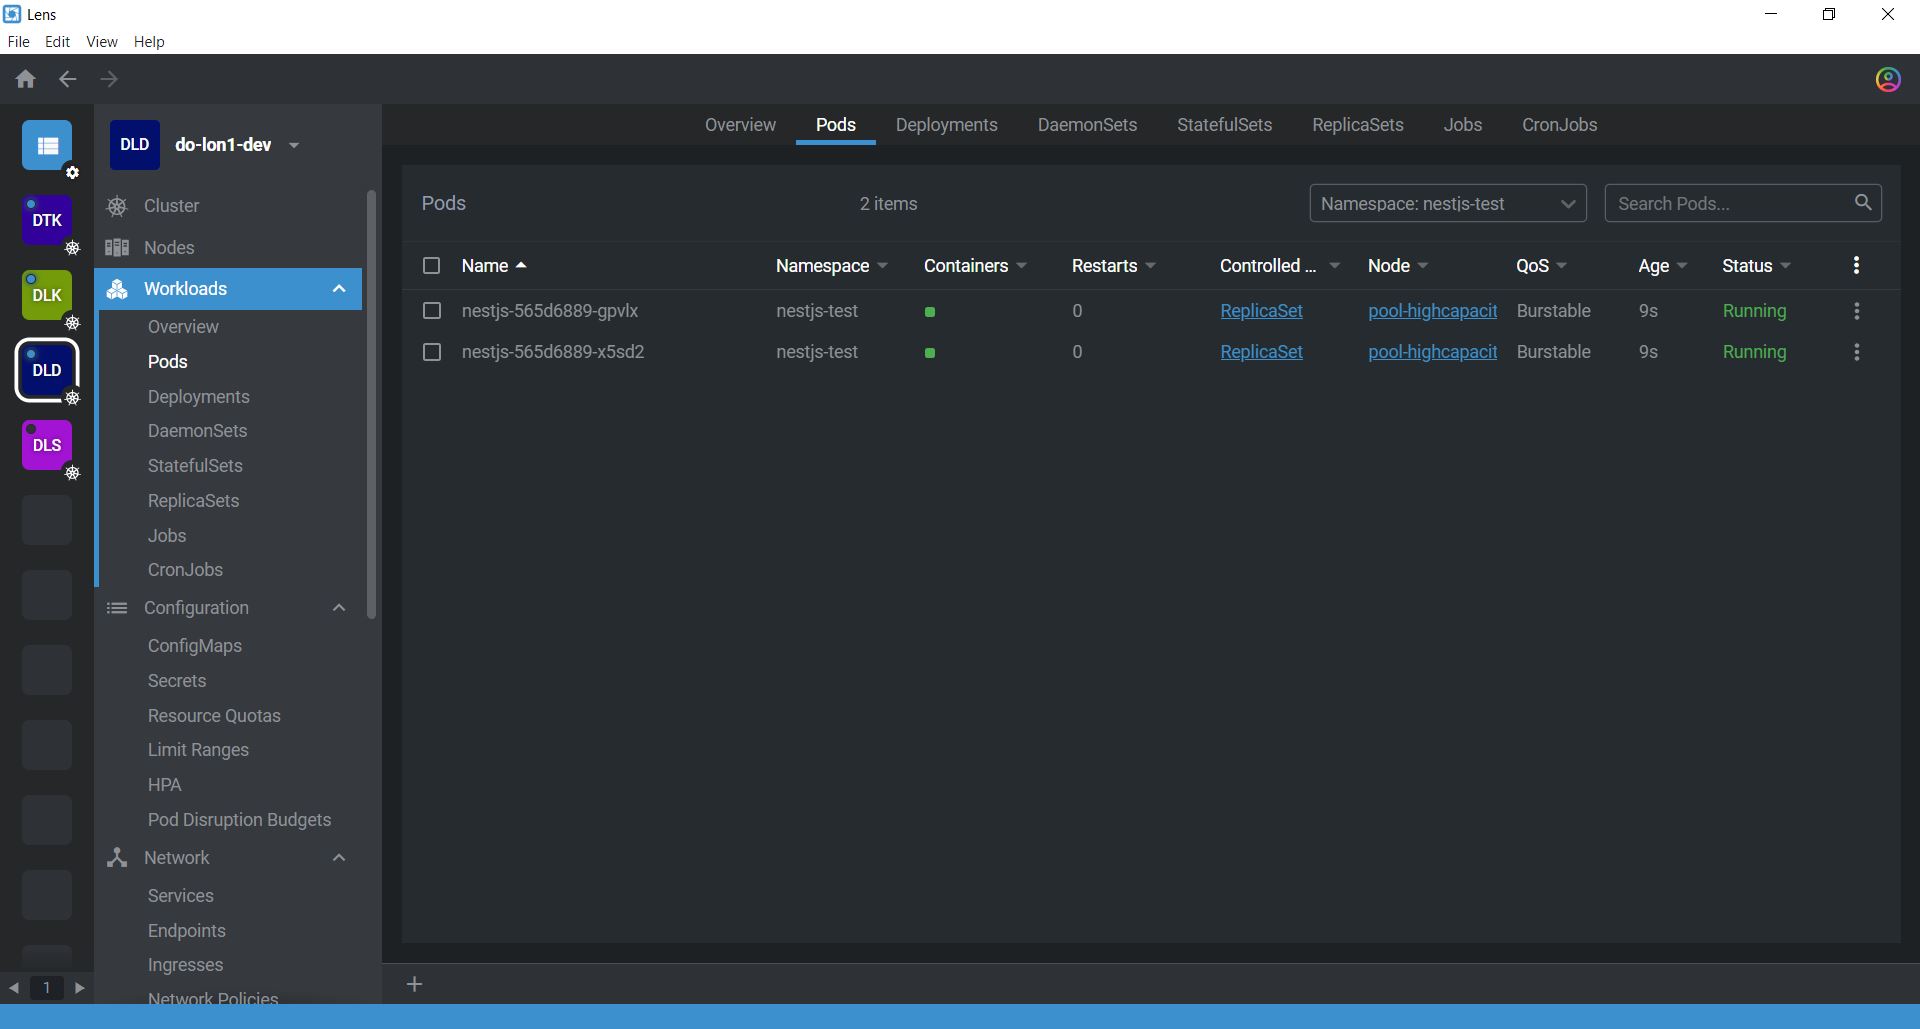 Lens
File Edit View Help
DLD do-lon1-dev
Overview Pods Deployments DaemonSets StatefulSets ReplicaSets Jobs CronJobs
DTK
DLK
DLD
DLS
1
Cluster
Nodes
Workloads
Overview
Pods
Deployments
DaemonSets
StatefulSets
ReplicaSets
Jobs
CronJobs
Configuration
ConfigMaps
Secrets
Resource Quotas
Limit Ranges
HPA
Pod Disruption Budgets
Network
Services
Endpoints
Ingresses
Network Policies
Pods 2 items Namespace: nestjs-test Search Pods...
Name Namespace Containers Restarts Controlled ... Node QoS Age Status
nestjs-565d6889-gpvlx nestjs-test 0 ReplicaSet pool-highcapacit Burstable 9s Running
nestjs-565d6889-x5sd2 nestjs-test 0 ReplicaSet pool-highcapacit Burstable 9s Running